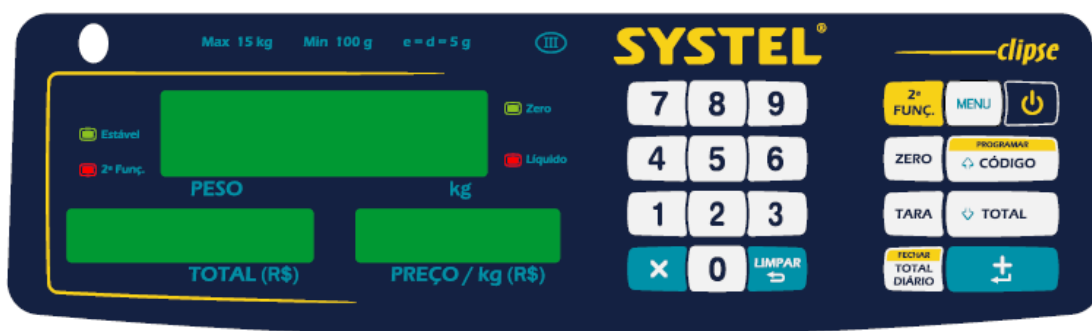 Max 15 kg Min 100 g e = d = 5 g III
SYSTEL®
clipse
Estável
2ª Funç.
Zero
Líquido
PESO kg
TOTAL (R$) PREÇO / kg (R$)
7 8 9
4 5 6
1 2 3
× 0 LIMPAR
2ª FUNÇ. MENU
ZERO PROGRAMAR CÓDIGO
TARA TOTAL
FECHAR TOTAL DIÁRIO ±